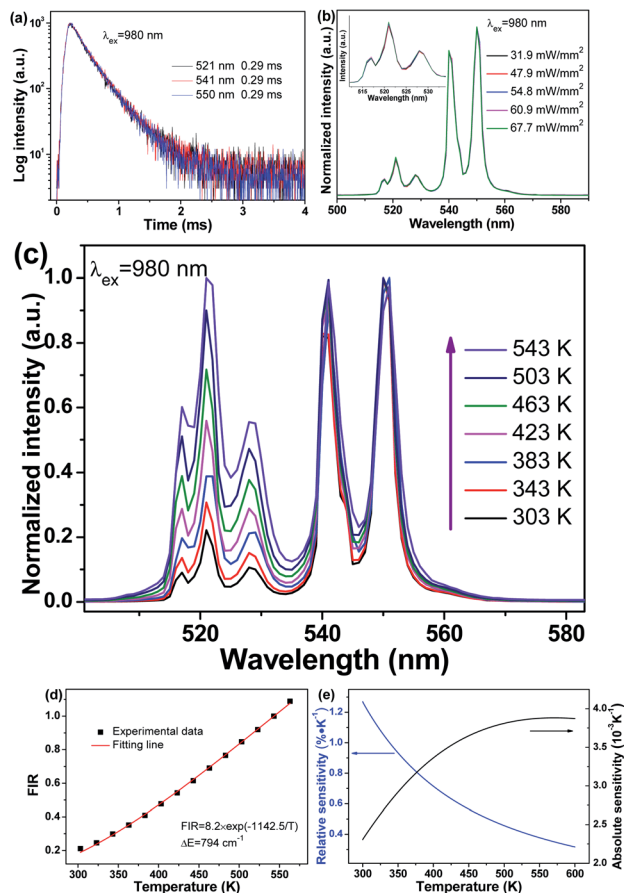 (a)
λex=980 nm
521 nm 0.29 ms
541 nm 0.29 ms
550 nm 0.29 ms
Log intensity (a.u.)
10³
10²
10¹
0 1 2 3 4
Time (ms)
(b)
λex=980 nm
31.9 mW/mm²
47.9 mW/mm²
54.8 mW/mm²
60.9 mW/mm²
67.7 mW/mm²
Intensity (a.u.)
515 520 525 530
Wavelength (nm)
Normalized intensity (a.u.)
500 520 540 560 580
Wavelength (nm)
(c)
λex=980 nm
543 K
503 K
463 K
423 K
383 K
343 K
303 K
Normalized intensity (a.u.)
1.0
0.8
0.6
0.4
0.2
0.0
520 540 560 580
Wavelength (nm)
(d)
Experimental data
Fitting line
FIR=8.2×exp(-1142.5/T)
ΔE=794 cm⁻¹
FIR
1.0
0.8
0.6
0.4
0.2
300 350 400 450 500 550
Temperature (K)
(e)
Relative sensitivity (%•K⁻¹)
1.2
1.0
0.8
0.6
0.4
Absolute sensitivity (10⁻³K⁻¹)
4.0
3.5
3.0
2.5
2.0
300 350 400 450 500 550 600
Temperature (K)